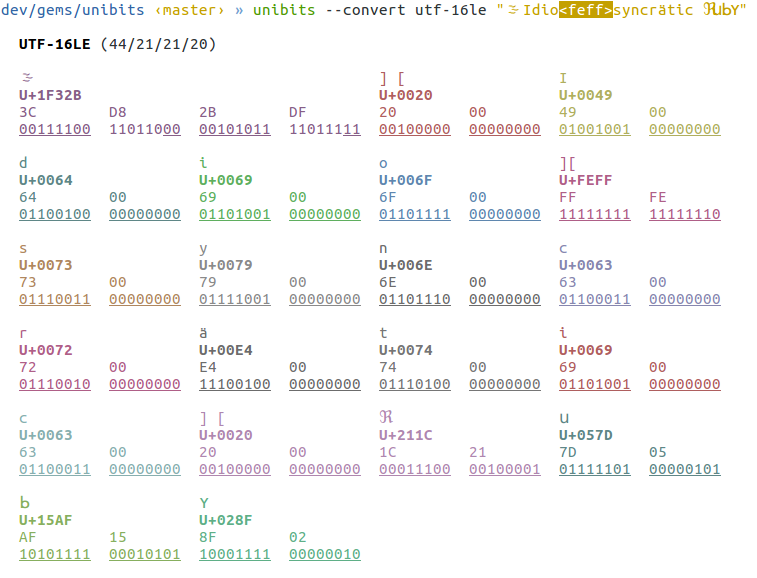 dev/gems/unibits ‹master› » unibits --convert utf-16le "🌫Idio<feff>syncrätic ℜսᖯʏ"
UTF-16LE (44/21/21/20)
🌫 ] [ I
U+1F32B U+0020 U+0049
3C D8 2B DF 20 00 49 00
00111100 11011000 00101011 11011111 00100000 00000000 01001001 00000000
d i o ][
U+0064 U+0069 U+006F U+FEFF
64 00 69 00 6F 00 FF FE
01100100 00000000 01101001 00000000 01101111 00000000 11111111 11111110
s y n c
U+0073 U+0079 U+006E U+0063
73 00 79 00 6E 00 63 00
01110011 00000000 01111001 00000000 01101110 00000000 01100011 00000000
r ä t i
U+0072 U+00E4 U+0074 U+0069
72 00 E4 00 74 00 69 00
01110010 00000000 11100100 00000000 01110100 00000000 01101001 00000000
c ] [ ℜ ս
U+0063 U+0020 U+211C U+057D
63 00 20 00 1C 21 7D 05
01100011 00000000 00100000 00000000 00011100 00100001 01111101 00000101
ᖯ ʏ
U+15AF U+028F
AF 15 8F 02
10101111 00010101 10001111 00000010